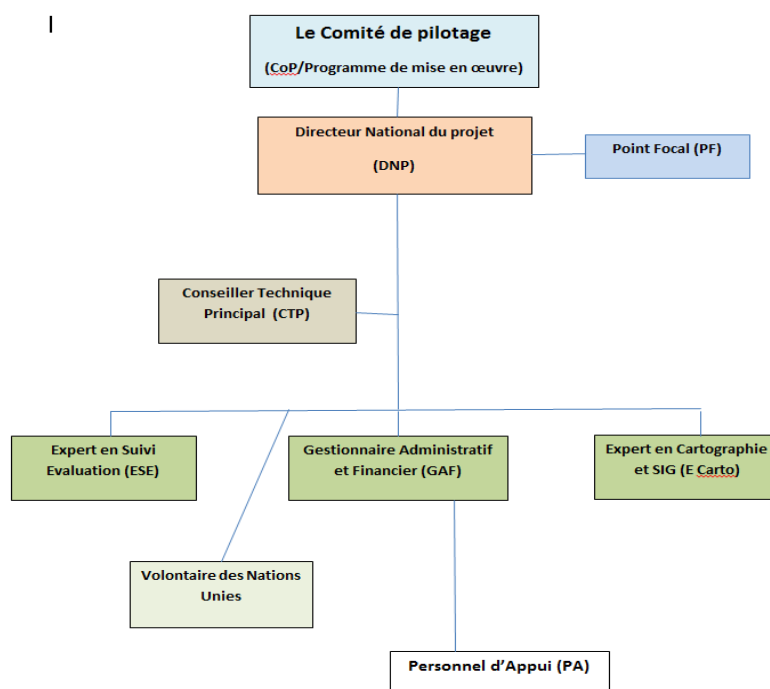 Le Comité de pilotage
(CoP/Programme de mise en œuvre)
Directeur National du projet
(DNP)
Point Focal (PF)
Conseiller Technique
Principal (CTP)
Expert en Suivi
Evaluation (ESE)
Gestionnaire Administratif
et Financier (GAF)
Expert en Cartographie
et SIG (E Carto)
Volontaire des Nations
Unies
Personnel d’Appui (PA)